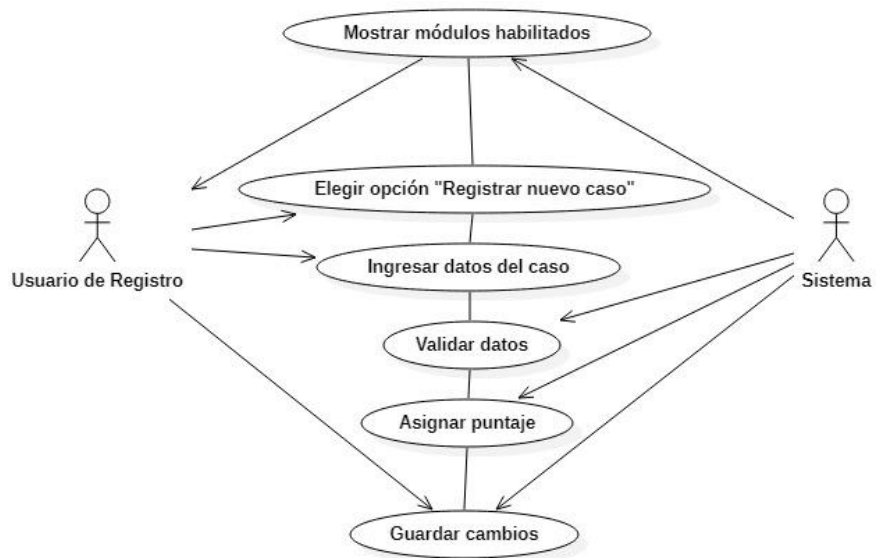 Mostrar módulos habilitados
Elegir opción "Registrar nuevo caso"
Usuario de Registro
Ingresar datos del caso
Sistema
Validar datos
Asignar puntaje
Guardar cambios